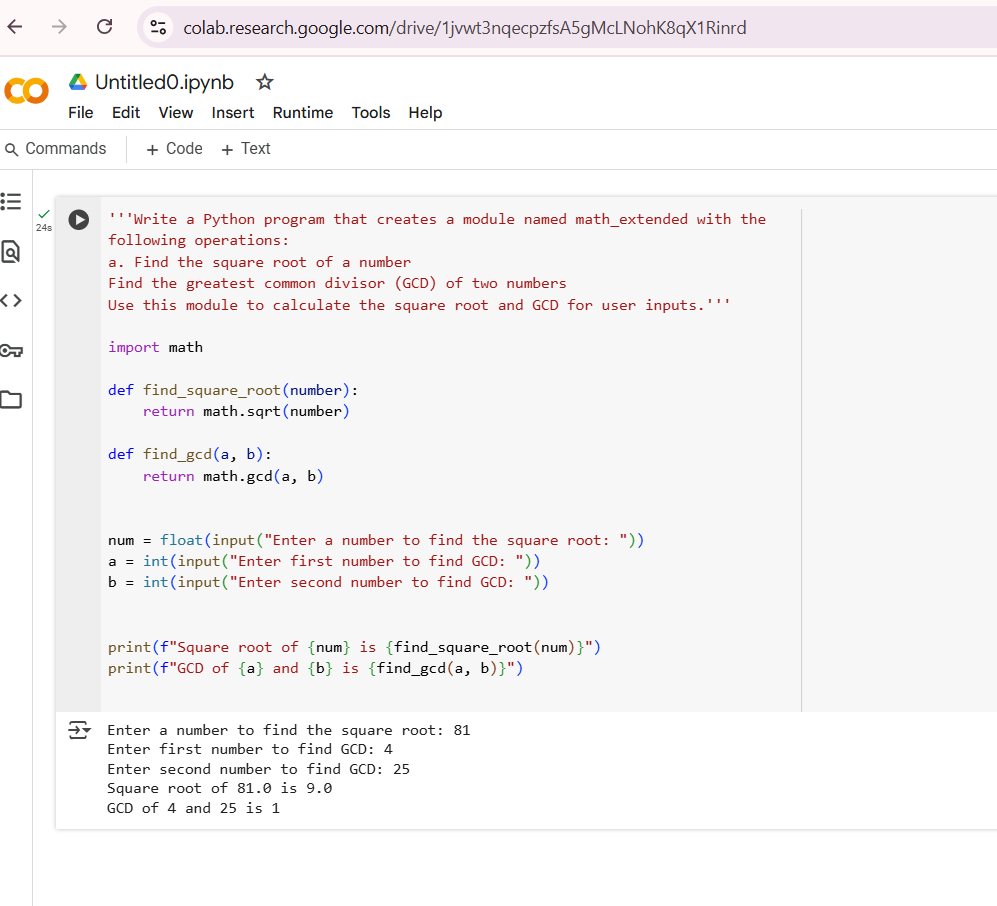 colab.research.google.com/drive/1jvwt3nqecpzfsA5gMcLNohK8qX1Rinrd
CO
Untitled0.ipynb
File Edit View Insert Runtime Tools Help
Commands + Code + Text
24s
'''Write a Python program that creates a module named math_extended with the
following operations:
a. Find the square root of a number
Find the greatest common divisor (GCD) of two numbers
Use this module to calculate the square root and GCD for user inputs.'''
import math
def find_square_root(number):
    return math.sqrt(number)
def find_gcd(a, b):
    return math.gcd(a, b)
num = float(input("Enter a number to find the square root: "))
a = int(input("Enter first number to find GCD: "))
b = int(input("Enter second number to find GCD: "))
print(f"Square root of {num} is {find_square_root(num)}")
print(f"GCD of {a} and {b} is {find_gcd(a, b)}")
Enter a number to find the square root: 81
Enter first number to find GCD: 4
Enter second number to find GCD: 25
Square root of 81.0 is 9.0
GCD of 4 and 25 is 1